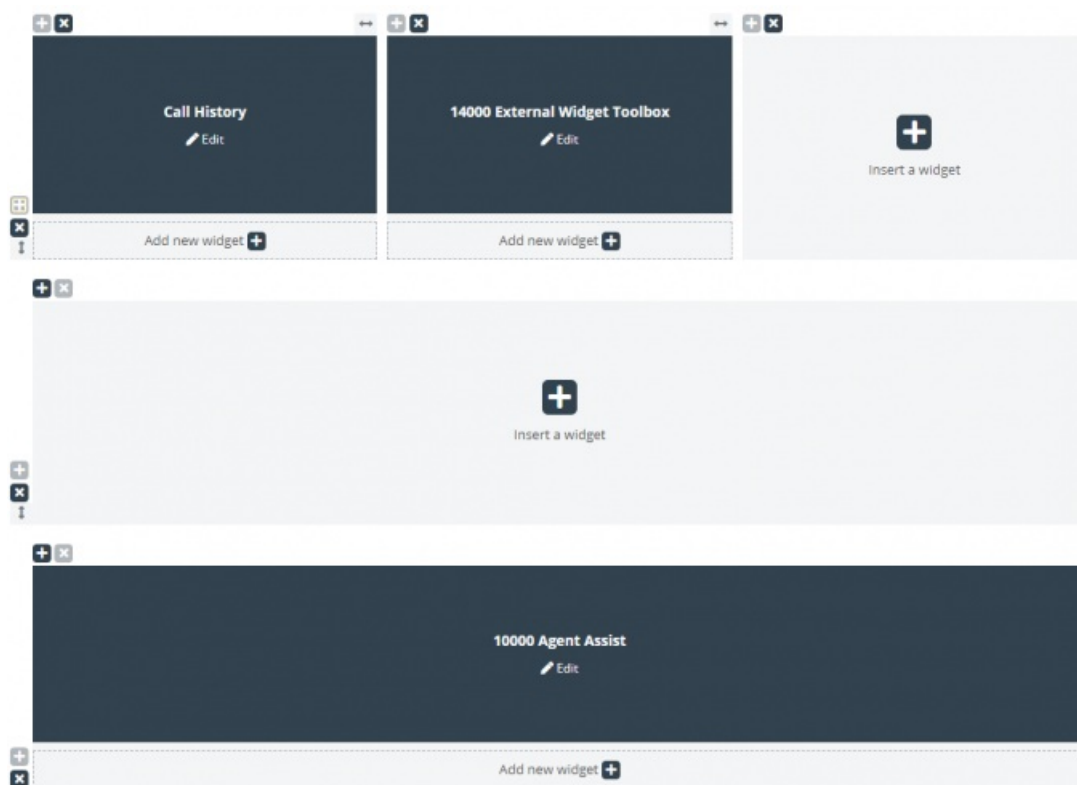 Call History
Edit
14000 External Widget Toolbox
Edit
Insert a widget
Add new widget
Add new widget
Insert a widget
10000 Agent Assist
Edit
Add new widget